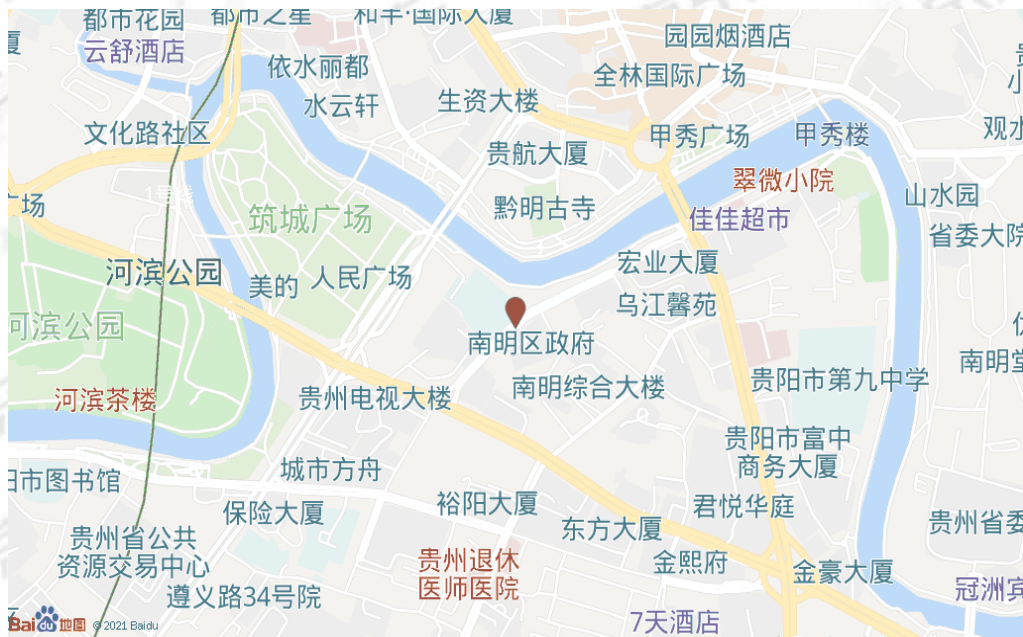 都市花园
都市之星
和平·国际大厦
厦
云舒酒店
园园烟酒店
依水丽都
全林国际广场
水云轩
生资大楼
文化路社区
甲秀广场
甲秀楼
观水
贵航大厦
翠微小院
1号线
广场
筑城广场
黔明古寺
佳佳超市
山水园
省委大院
河滨公园
美的
人民广场
宏业大厦
乌江馨苑
河滨公园
南明区政府
南明堂
贵州电视大楼
南明综合大楼
贵阳市第九中学
河滨茶楼
贵阳市富中
商务大厦
城市方舟
阳市图书馆
保险大厦
裕阳大厦
君悦华庭
东方大厦
贵州省委
贵州省公共
资源交易中心
贵州退休
医师医院
金熙府
金豪大厦
遵义路34号院
冠洲宾
7天酒店
Bai du 地图
© 2021 Baidu